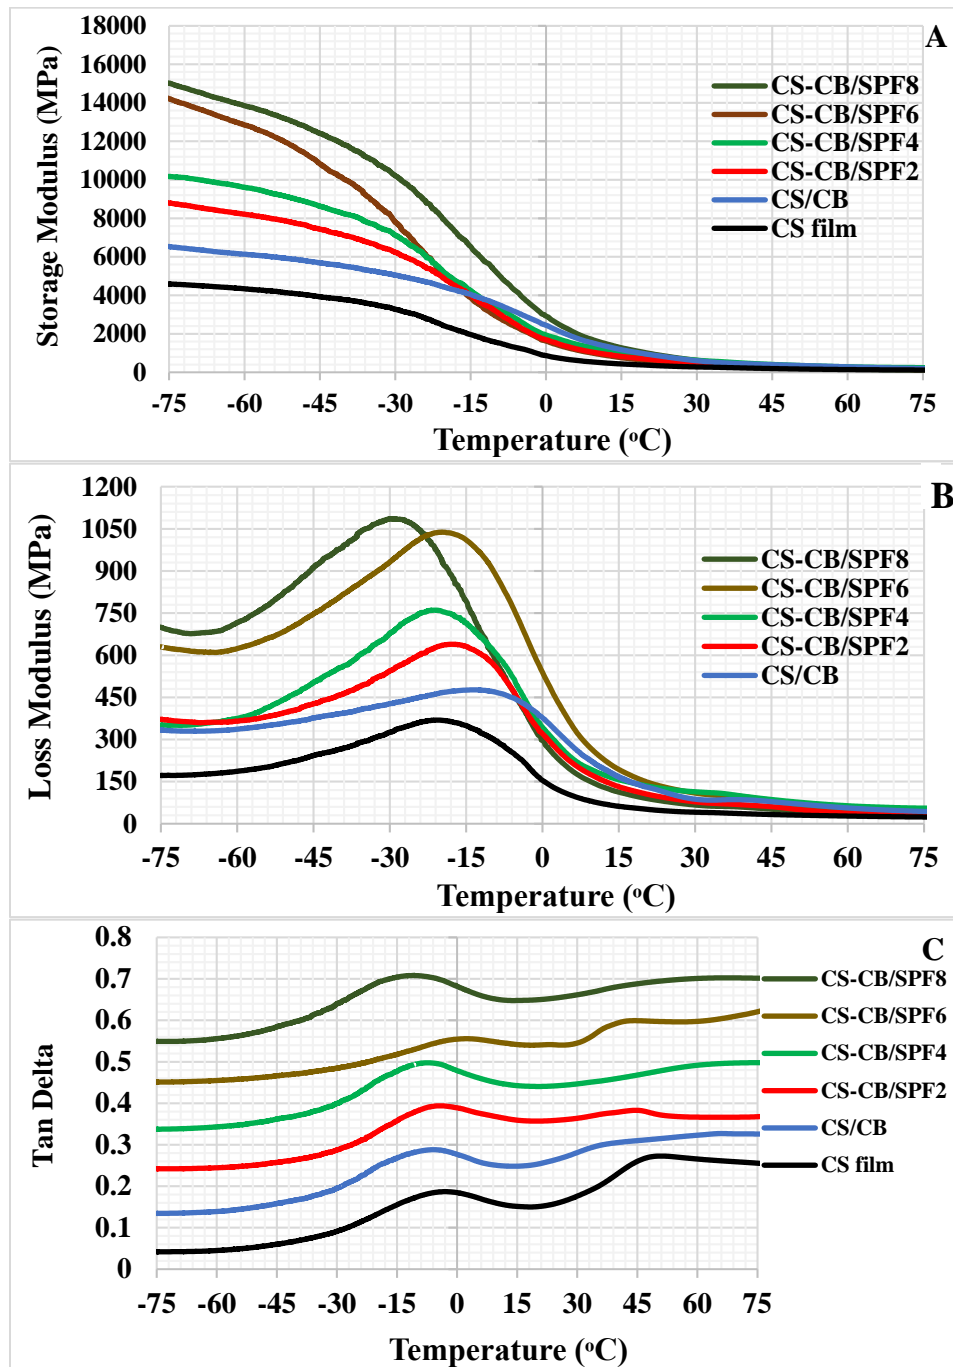 A
18000
16000
14000
12000
10000
8000
6000
4000
2000
0
Storage Modulus (MPa)
CS-CB/SPF8
CS-CB/SPF6
CS-CB/SPF4
CS-CB/SPF2
CS/CB
CS film
-75 -60 -45 -30 -15 0 15 30 45 60 75
Temperature (ºC)
B
1200
1050
900
750
600
450
300
150
0
Loss Modulus (MPa)
CS-CB/SPF8
CS-CB/SPF6
CS-CB/SPF4
CS-CB/SPF2
CS/CB
-75 -60 -45 -30 -15 0 15 30 45 60 75
Temperature (ºC)
C
0.8
0.7
0.6
0.5
0.4
0.3
0.2
0.1
0
Tan Delta
CS-CB/SPF8
CS-CB/SPF6
CS-CB/SPF4
CS-CB/SPF2
CS/CB
CS film
-75 -60 -45 -30 -15 0 15 30 45 60 75
Temperature (ºC)